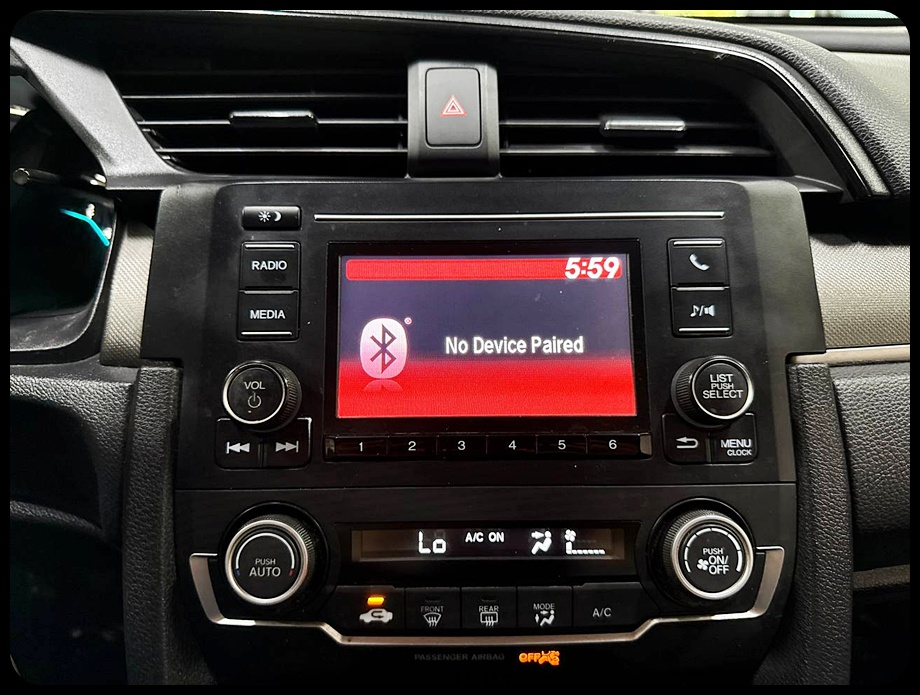 RADIO
MEDIA
5:59
No Device Paired
VOL
LIST
PUSH
SELECT
1 2 3 4 5 6
MENU
CLOCK
Lo A/C ON
PUSH
AUTO
PUSH
ON/
OFF
FRONT REAR MODE A/C
PASSENGER AIRBAG OFF